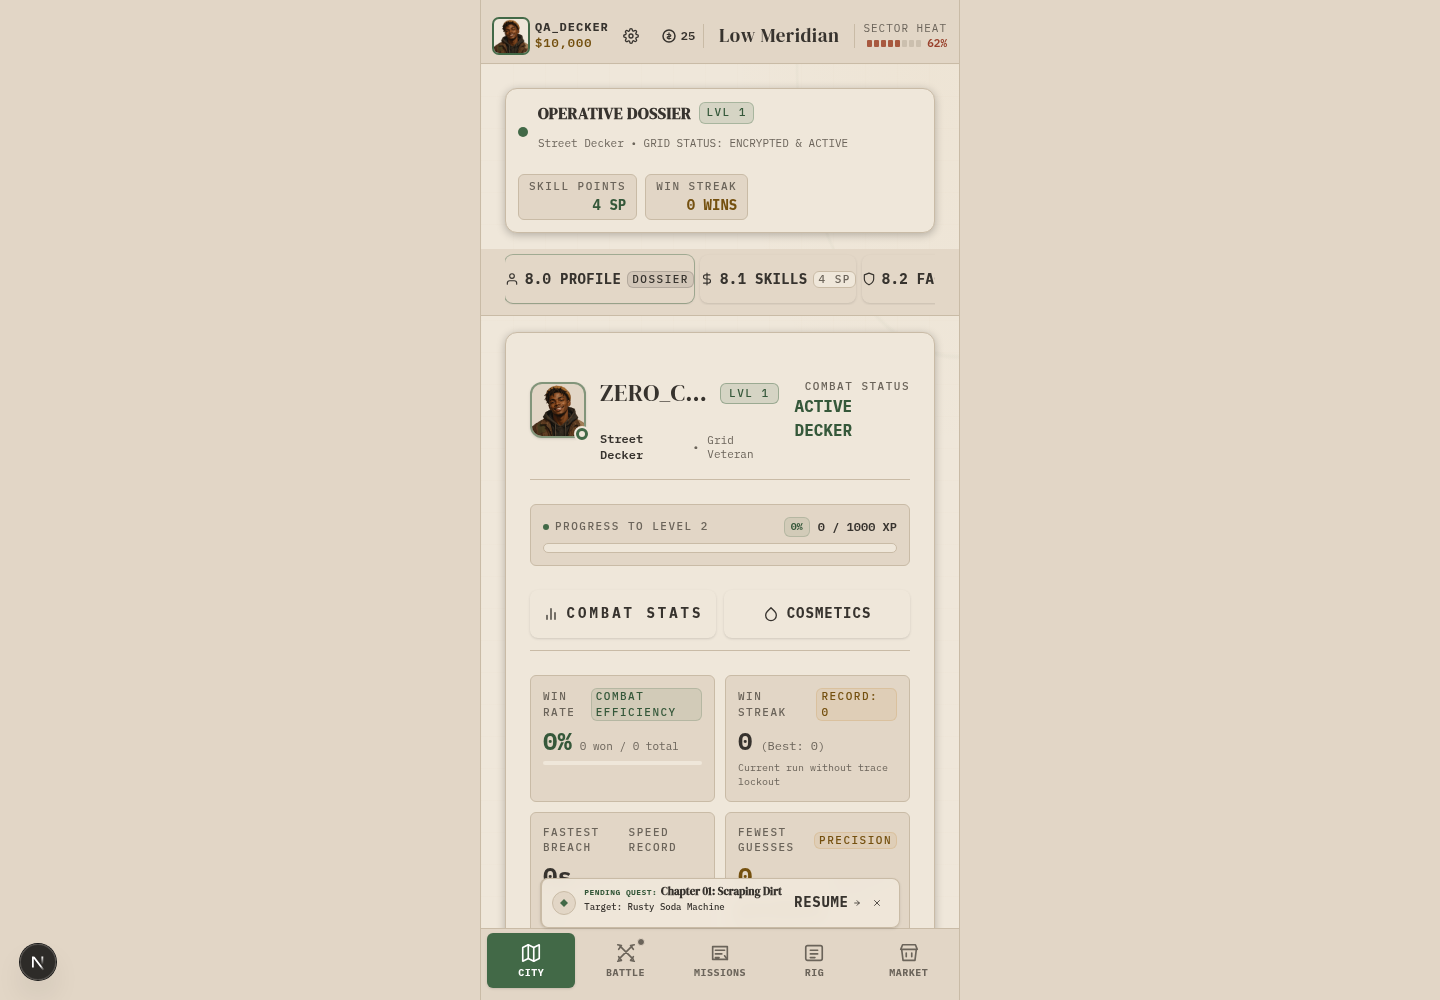 QA_DECKER
$10,000
25
Low Meridian
SECTOR HEAT
62%
OPERATIVE DOSSIER LVL 1
Street Decker • GRID STATUS: ENCRYPTED & ACTIVE
SKILL POINTS
4 SP
WIN STREAK
0 WINS
8.0 PROFILE DOSSIER
8.1 SKILLS 4 SP
8.2 FA
ZERO_C... LVL 1
Street
Decker
• Grid
Veteran
COMBAT STATUS
ACTIVE
DECKER
PROGRESS TO LEVEL 2 0% 0 / 1000 XP
COMBAT STATS
COSMETICS
WIN
RATE
COMBAT
EFFICIENCY
0% 0 won / 0 total
WIN
STREAK
RECORD:
0
0 (Best: 0)
Current run without trace
lockout
FASTEST
BREACH
SPEED
RECORD
0s
FEWEST
GUESSES
PRECISION
0
PENDING QUEST: Chapter 01: Scraping Dirt
Target: Rusty Soda Machine
RESUME
CITY
BATTLE
MISSIONS
RIG
MARKET
N